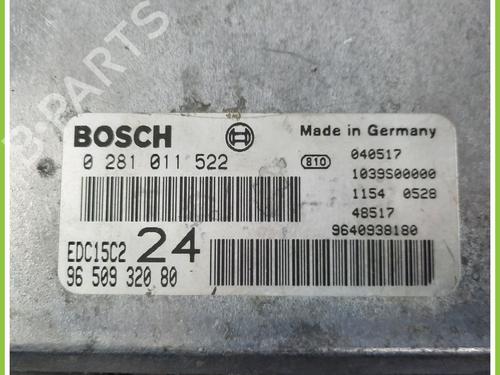 B-PARTS
BOSCH
Made in Germany
0 281 011 522
810
040517
1039S00000
1154 0528
48517
9640938180
EDC15C2 24
96 509 320 80